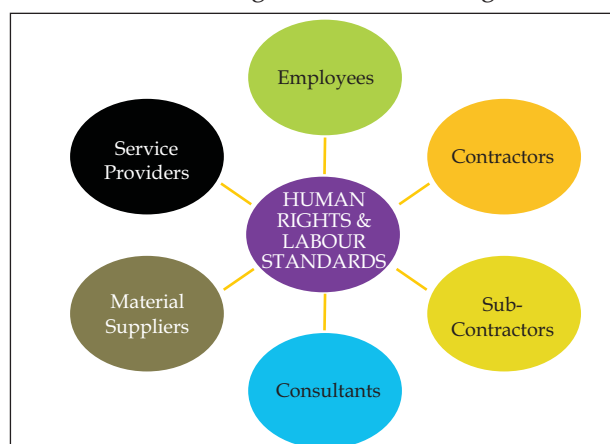 Employees
Contractors
Sub-
Contractors
Consultants
Material
Suppliers
Service
Providers
HUMAN
RIGHTS &
LABOUR
STANDARDS